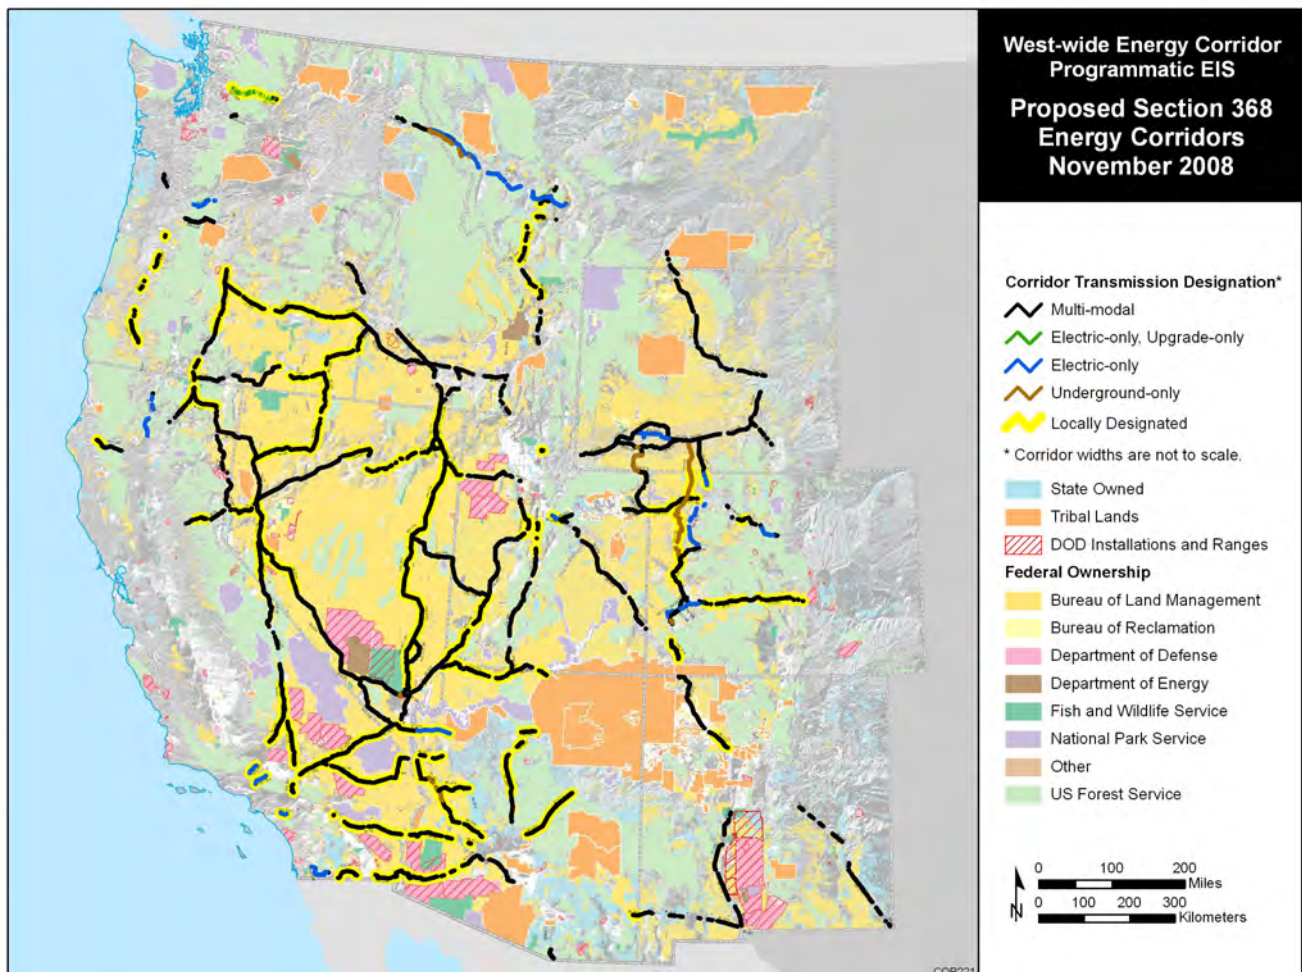 West-wide Energy Corridor
Programmatic EIS
Proposed Section 368
Energy Corridors
November 2008
Corridor Transmission Designation*
Multi-modal
Electric-only, Upgrade-only
Electric-only
Underground-only
Locally Designated
* Corridor widths are not to scale.
State Owned
Tribal Lands
DOD Installations and Ranges
Federal Ownership
Bureau of Land Management
Bureau of Reclamation
Department of Defense
Department of Energy
Fish and Wildlife Service
National Park Service
Other
US Forest Service
N
0 100 200
Miles
0 100 200 300
Kilometers